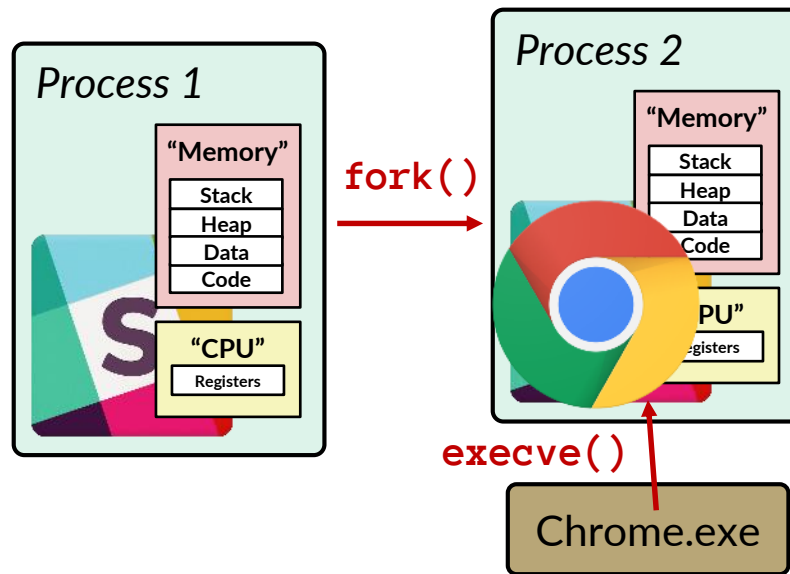 Process 1
“Memory”
Stack
Heap
Data
Code
S
“CPU”
Registers
fork()
Process 2
“Memory”
Stack
Heap
Data
Code
PU”
egisters
execve()
Chrome.exe